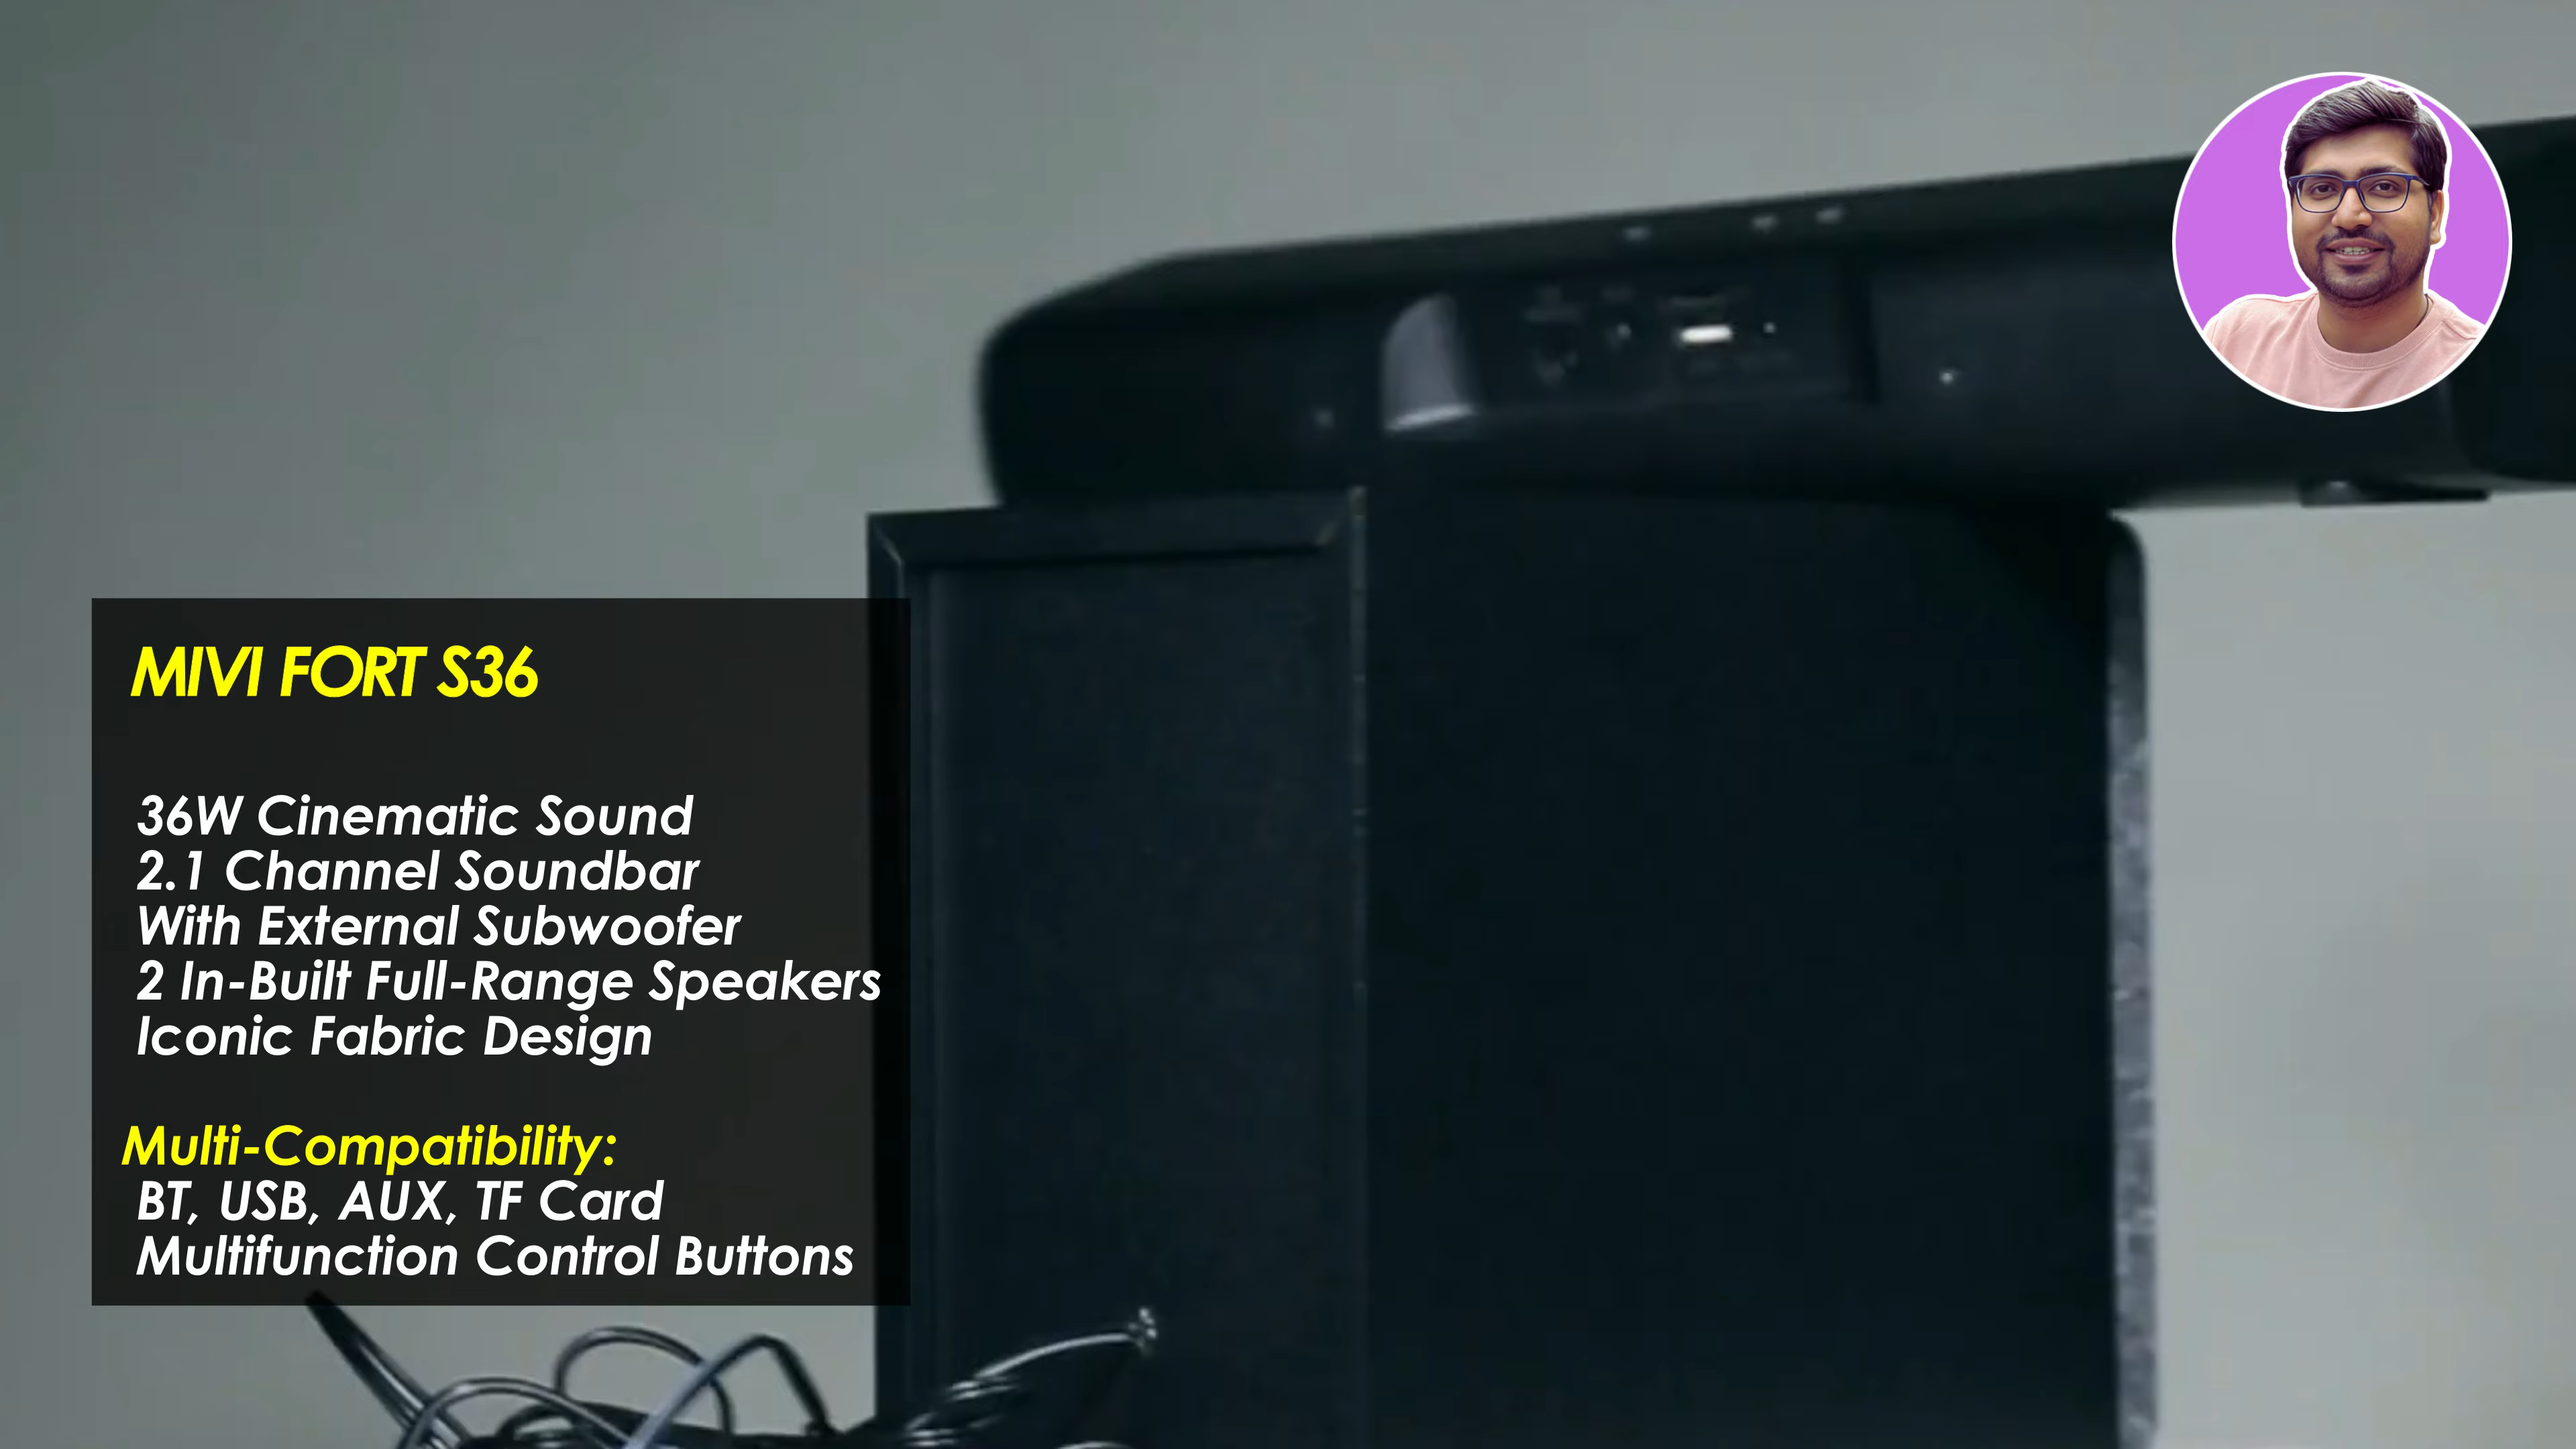 MIVI FORT S36
36W Cinematic Sound
2.1 Channel Soundbar
With External Subwoofer
2 In-Built Full-Range Speakers
Iconic Fabric Design
Multi-Compatibility:
BT, USB, AUX, TF Card
Multifunction Control Buttons